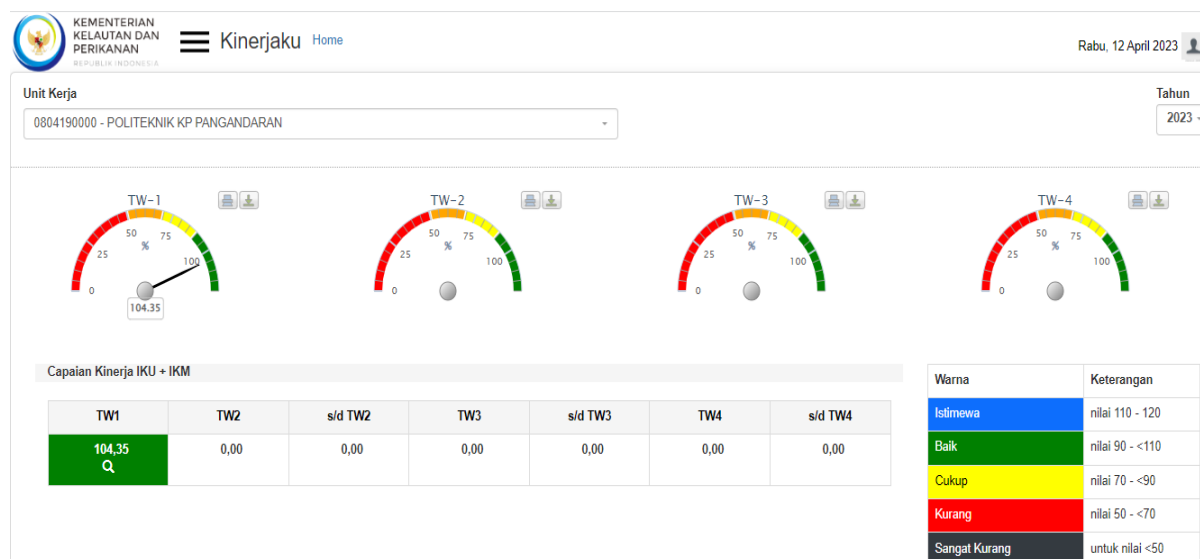 KEMENTERIAN
KELAUTAN DAN
PERIKANAN
REPUBLIK INDONESIA
Kinerjaku Home
Rabu, 12 April 2023
Unit Kerja
Tahun
0804190000 - POLITEKNIK KP PANGANDARAN
2023
TW-1
0 25 50 75 100
%
104.35
TW-2
0 25 50 75 100
%
TW-3
0 25 50 75 100
%
TW-4
0 25 50 75 100
%
Capaian Kinerja IKU + IKM
TW1 TW2 s/d TW2 TW3 s/d TW3 TW4 s/d TW4
104,35 0,00 0,00 0,00 0,00 0,00 0,00
Warna Keterangan
Istimewa nilai 110 - 120
Baik nilai 90 - <110
Cukup nilai 70 - <90
Kurang nilai 50 - <70
Sangat Kurang untuk nilai <50